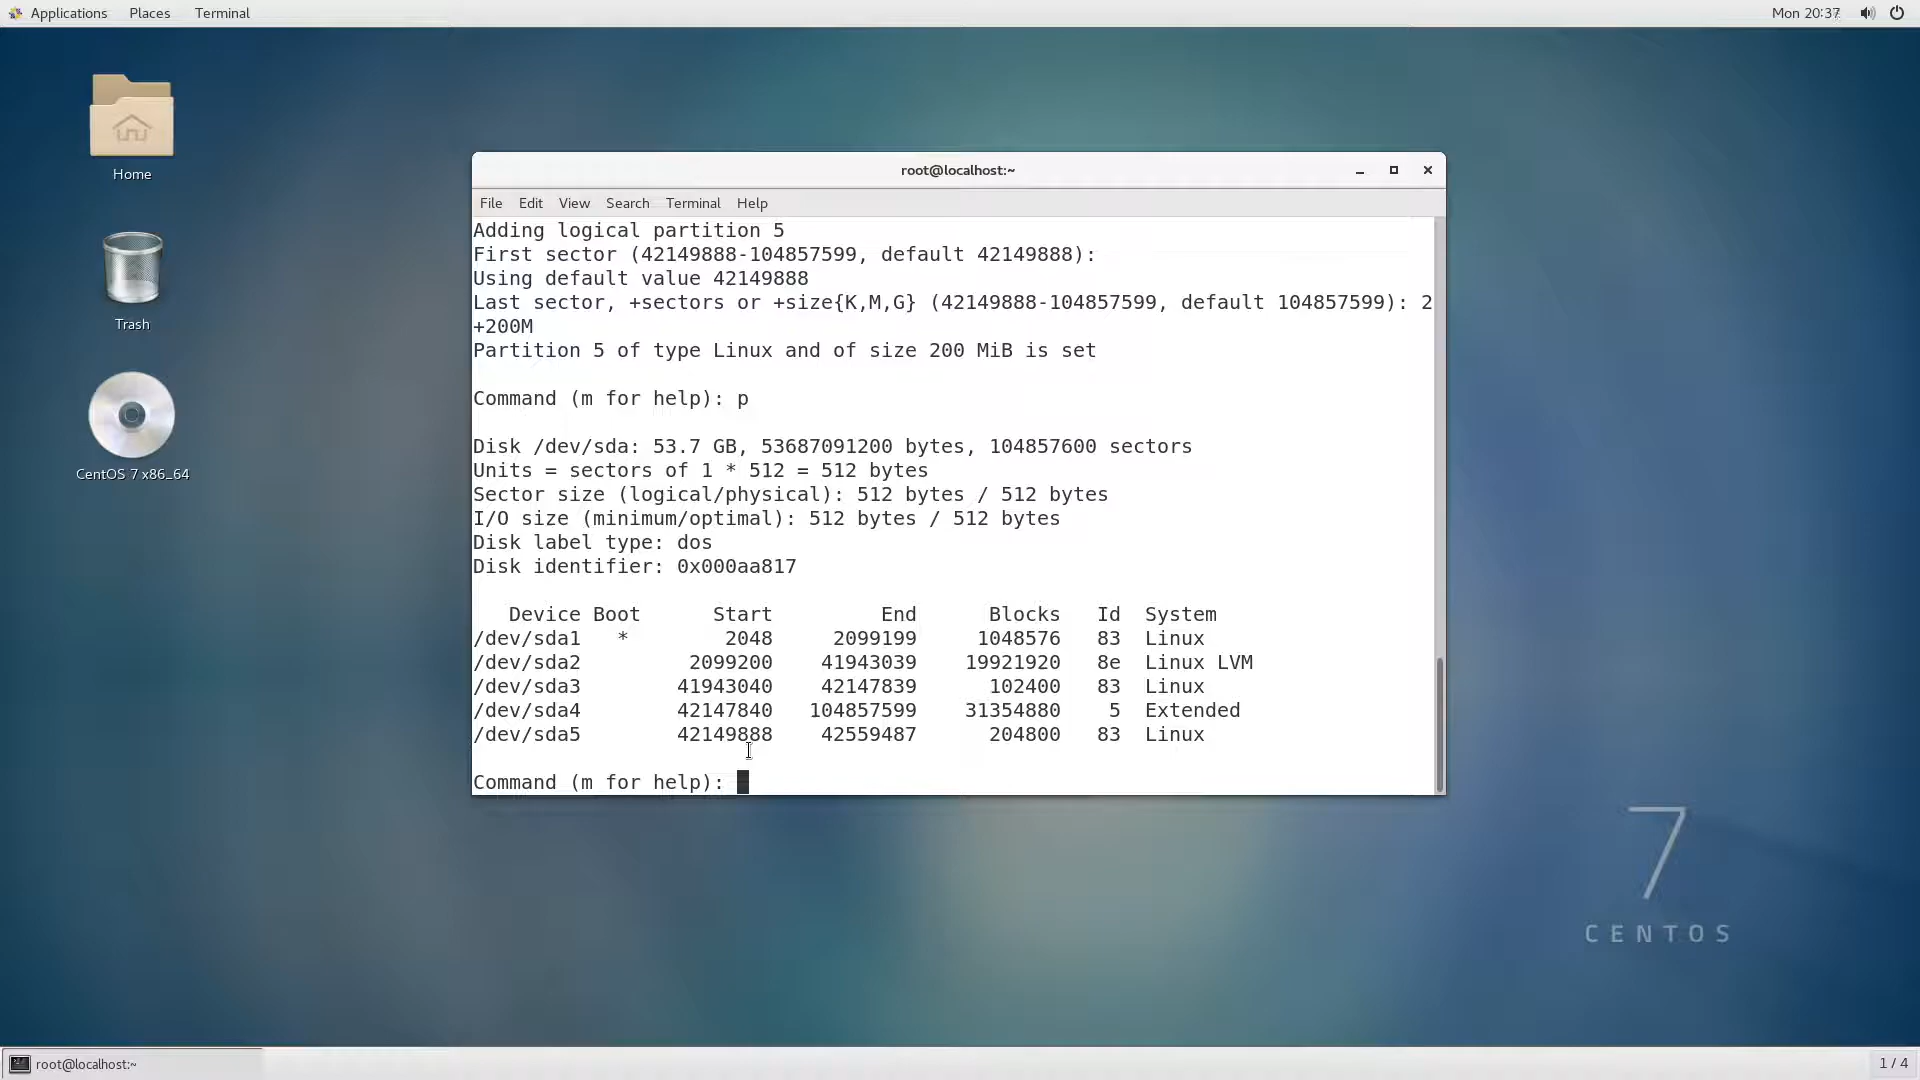 Applications Places Terminal
Mon 20:37
Home
Trash
CentOS 7 x86_64
root@localhost:~
File Edit View Search Terminal Help
Adding logical partition 5
First sector (42149888-104857599, default 42149888):
Using default value 42149888
Last sector, +sectors or +size{K,M,G} (42149888-104857599, default 104857599): 2
+200M
Partition 5 of type Linux and of size 200 MiB is set
Command (m for help): p
Disk /dev/sda: 53.7 GB, 53687091200 bytes, 104857600 sectors
Units = sectors of 1 * 512 = 512 bytes
Sector size (logical/physical): 512 bytes / 512 bytes
I/O size (minimum/optimal): 512 bytes / 512 bytes
Disk label type: dos
Disk identifier: 0x000aa817
Device Boot Start End Blocks Id System
/dev/sda1 * 2048 2099199 1048576 83 Linux
/dev/sda2 2099200 41943039 19921920 8e Linux LVM
/dev/sda3 41943040 42147839 102400 83 Linux
/dev/sda4 42147840 104857599 31354880 5 Extended
/dev/sda5 42149888 42559487 204800 83 Linux
Command (m for help):
7
CENTOS
root@localhost:~
1 / 4